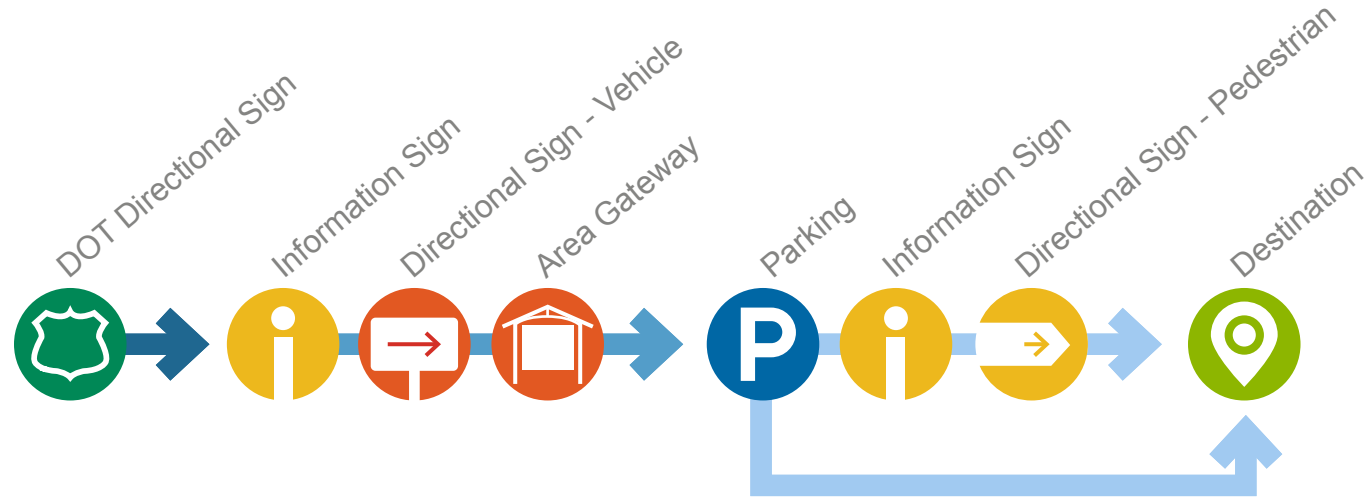 DOT Directional Sign
Information Sign
Directional Sign - Vehicle
Area Gateway
Parking
Information Sign
Directional Sign - Pedestrian
Destination
P